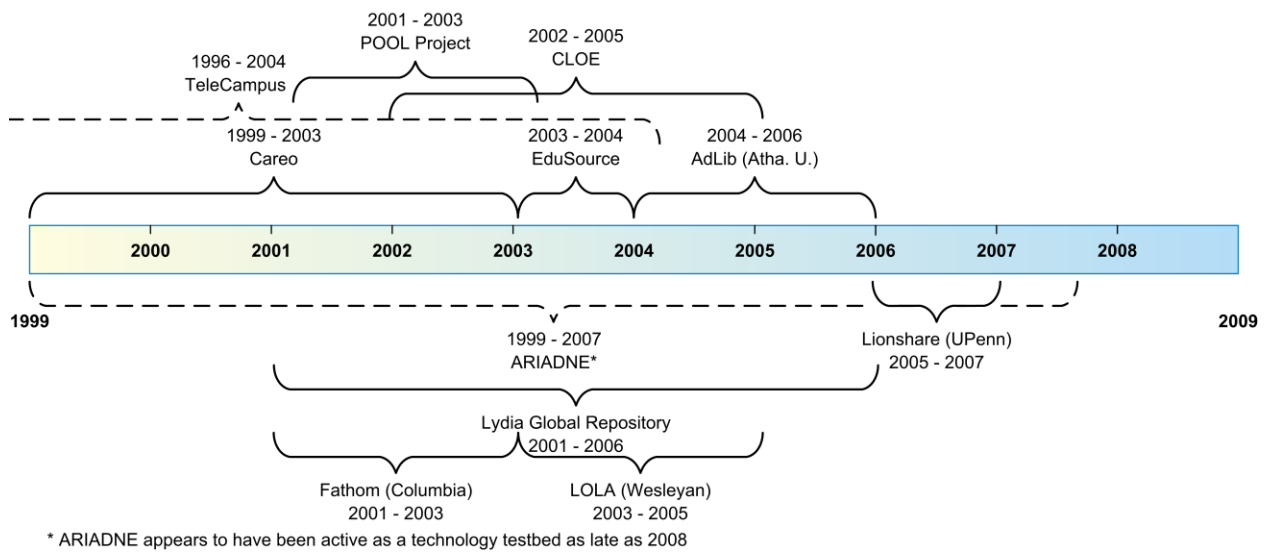 2001 - 2003
POOL Project
2002 - 2005
CLOE
1996 - 2004
TeleCampus
1999 - 2003
Careo
2003 - 2004
EduSource
2004 - 2006
AdLib (Atha. U.)
2000 2001 2002 2003 2004 2005 2006 2007 2008
1999
2009
1999 - 2007
ARIADNE*
Lionshare (UPenn)
2005 - 2007
Lydia Global Repository
2001 - 2006
Fathom (Columbia)
2001 - 2003
LOLA (Wesleyan)
2003 - 2005
* ARIADNE appears to have been active as a technology testbed as late as 2008